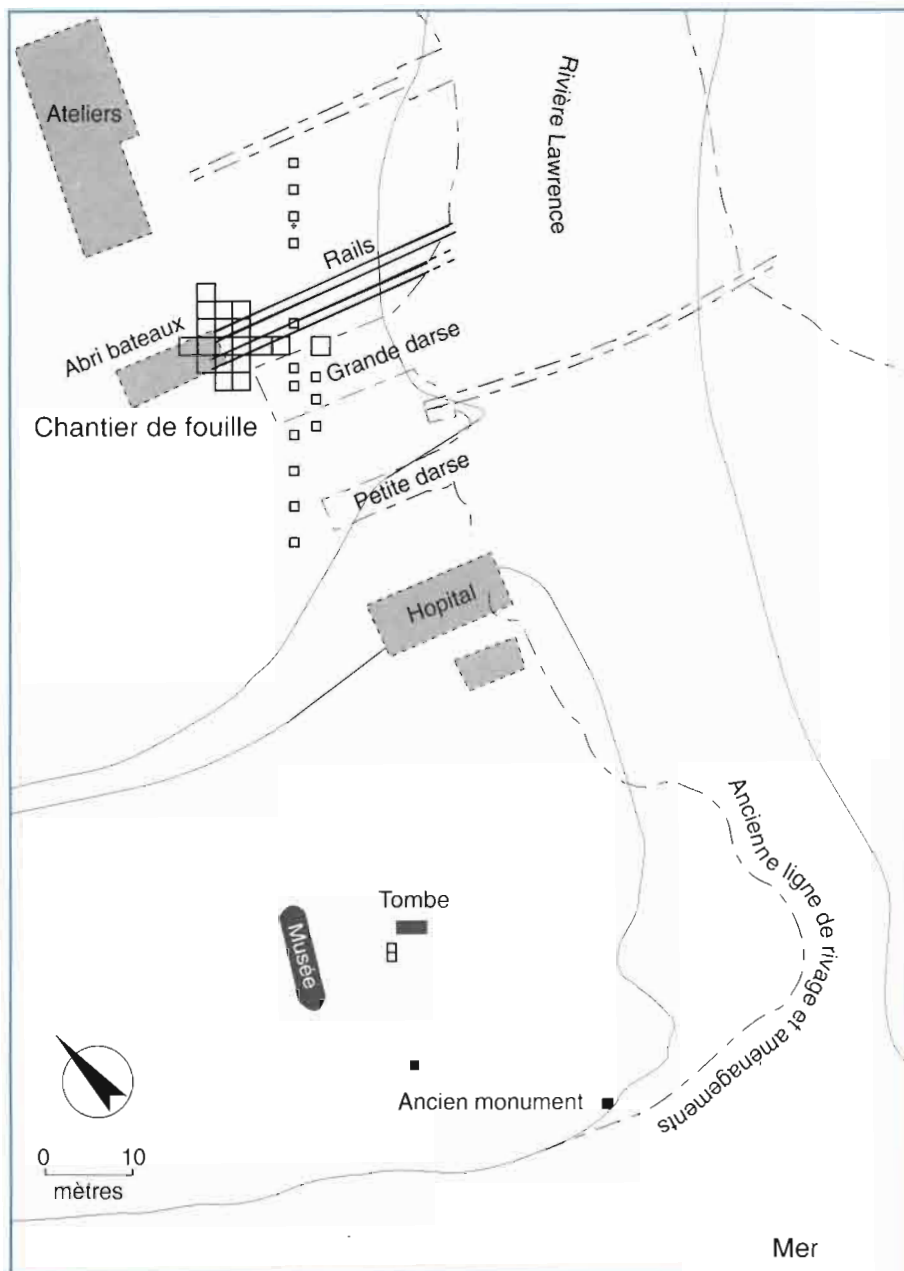 Ateliers
Rivière Lawrence
Rails
Abri bateaux
Grande darse
Chantier de fouille
Petite darse
Hopital
Ancienne ligne de rivage et aménagements
Tombe
Musée
Ancien monument
0 10
mètres
Mer